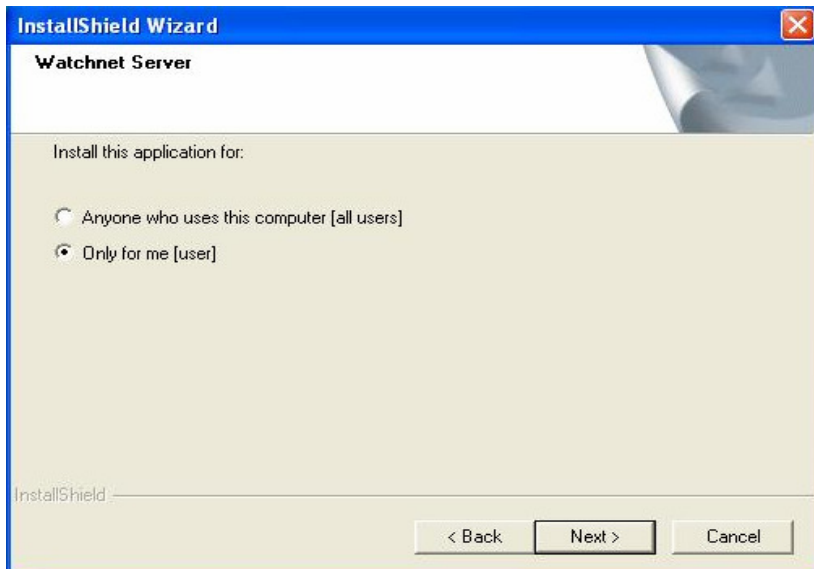 InstallShield Wizard
Watchnet Server
Install this application for:
Anyone who uses this computer [all users]
Only for me [user]
InstallShield
< Back Next > Cancel